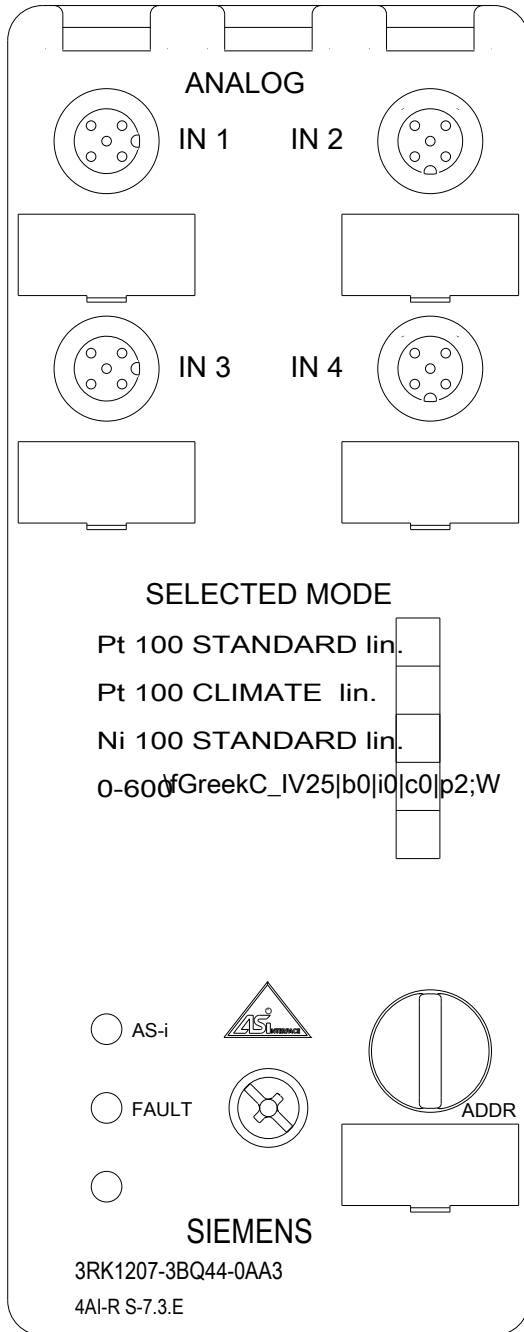 ANALOG
IN 1 IN 2
IN 3 IN 4
SELECTED MODE
Pt 100 STANDARD lin.
Pt 100 CLIMATE lin.
Ni 100 STANDARD lin.
0-600\fGreekC_IV25|b0|i0|c0|p2;W
AS-i
ASi INTERFACE
FAULT
ADDR
SIEMENS
3RK1207-3BQ44-0AA3
4AI-R S-7.3.E